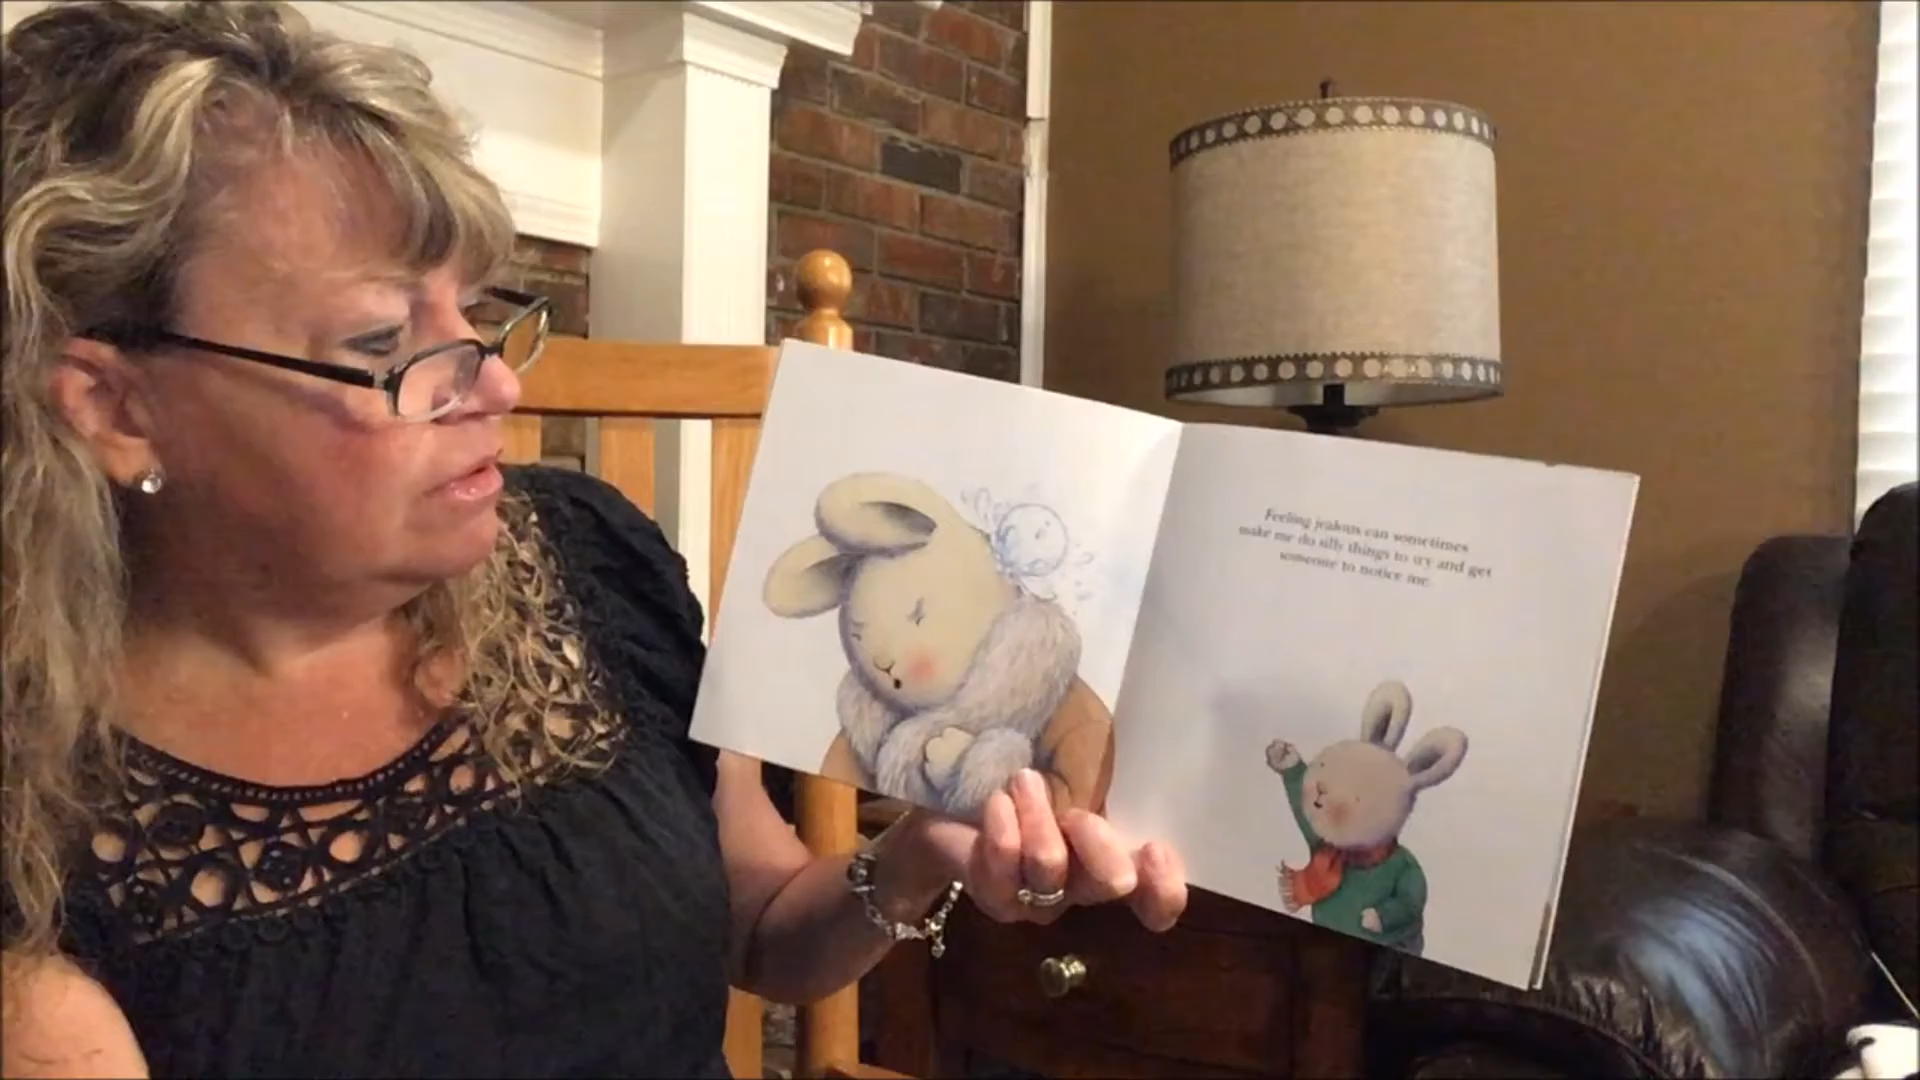 Feeling jealous can sometimes
make me do silly things to try and get
someone to notice me.